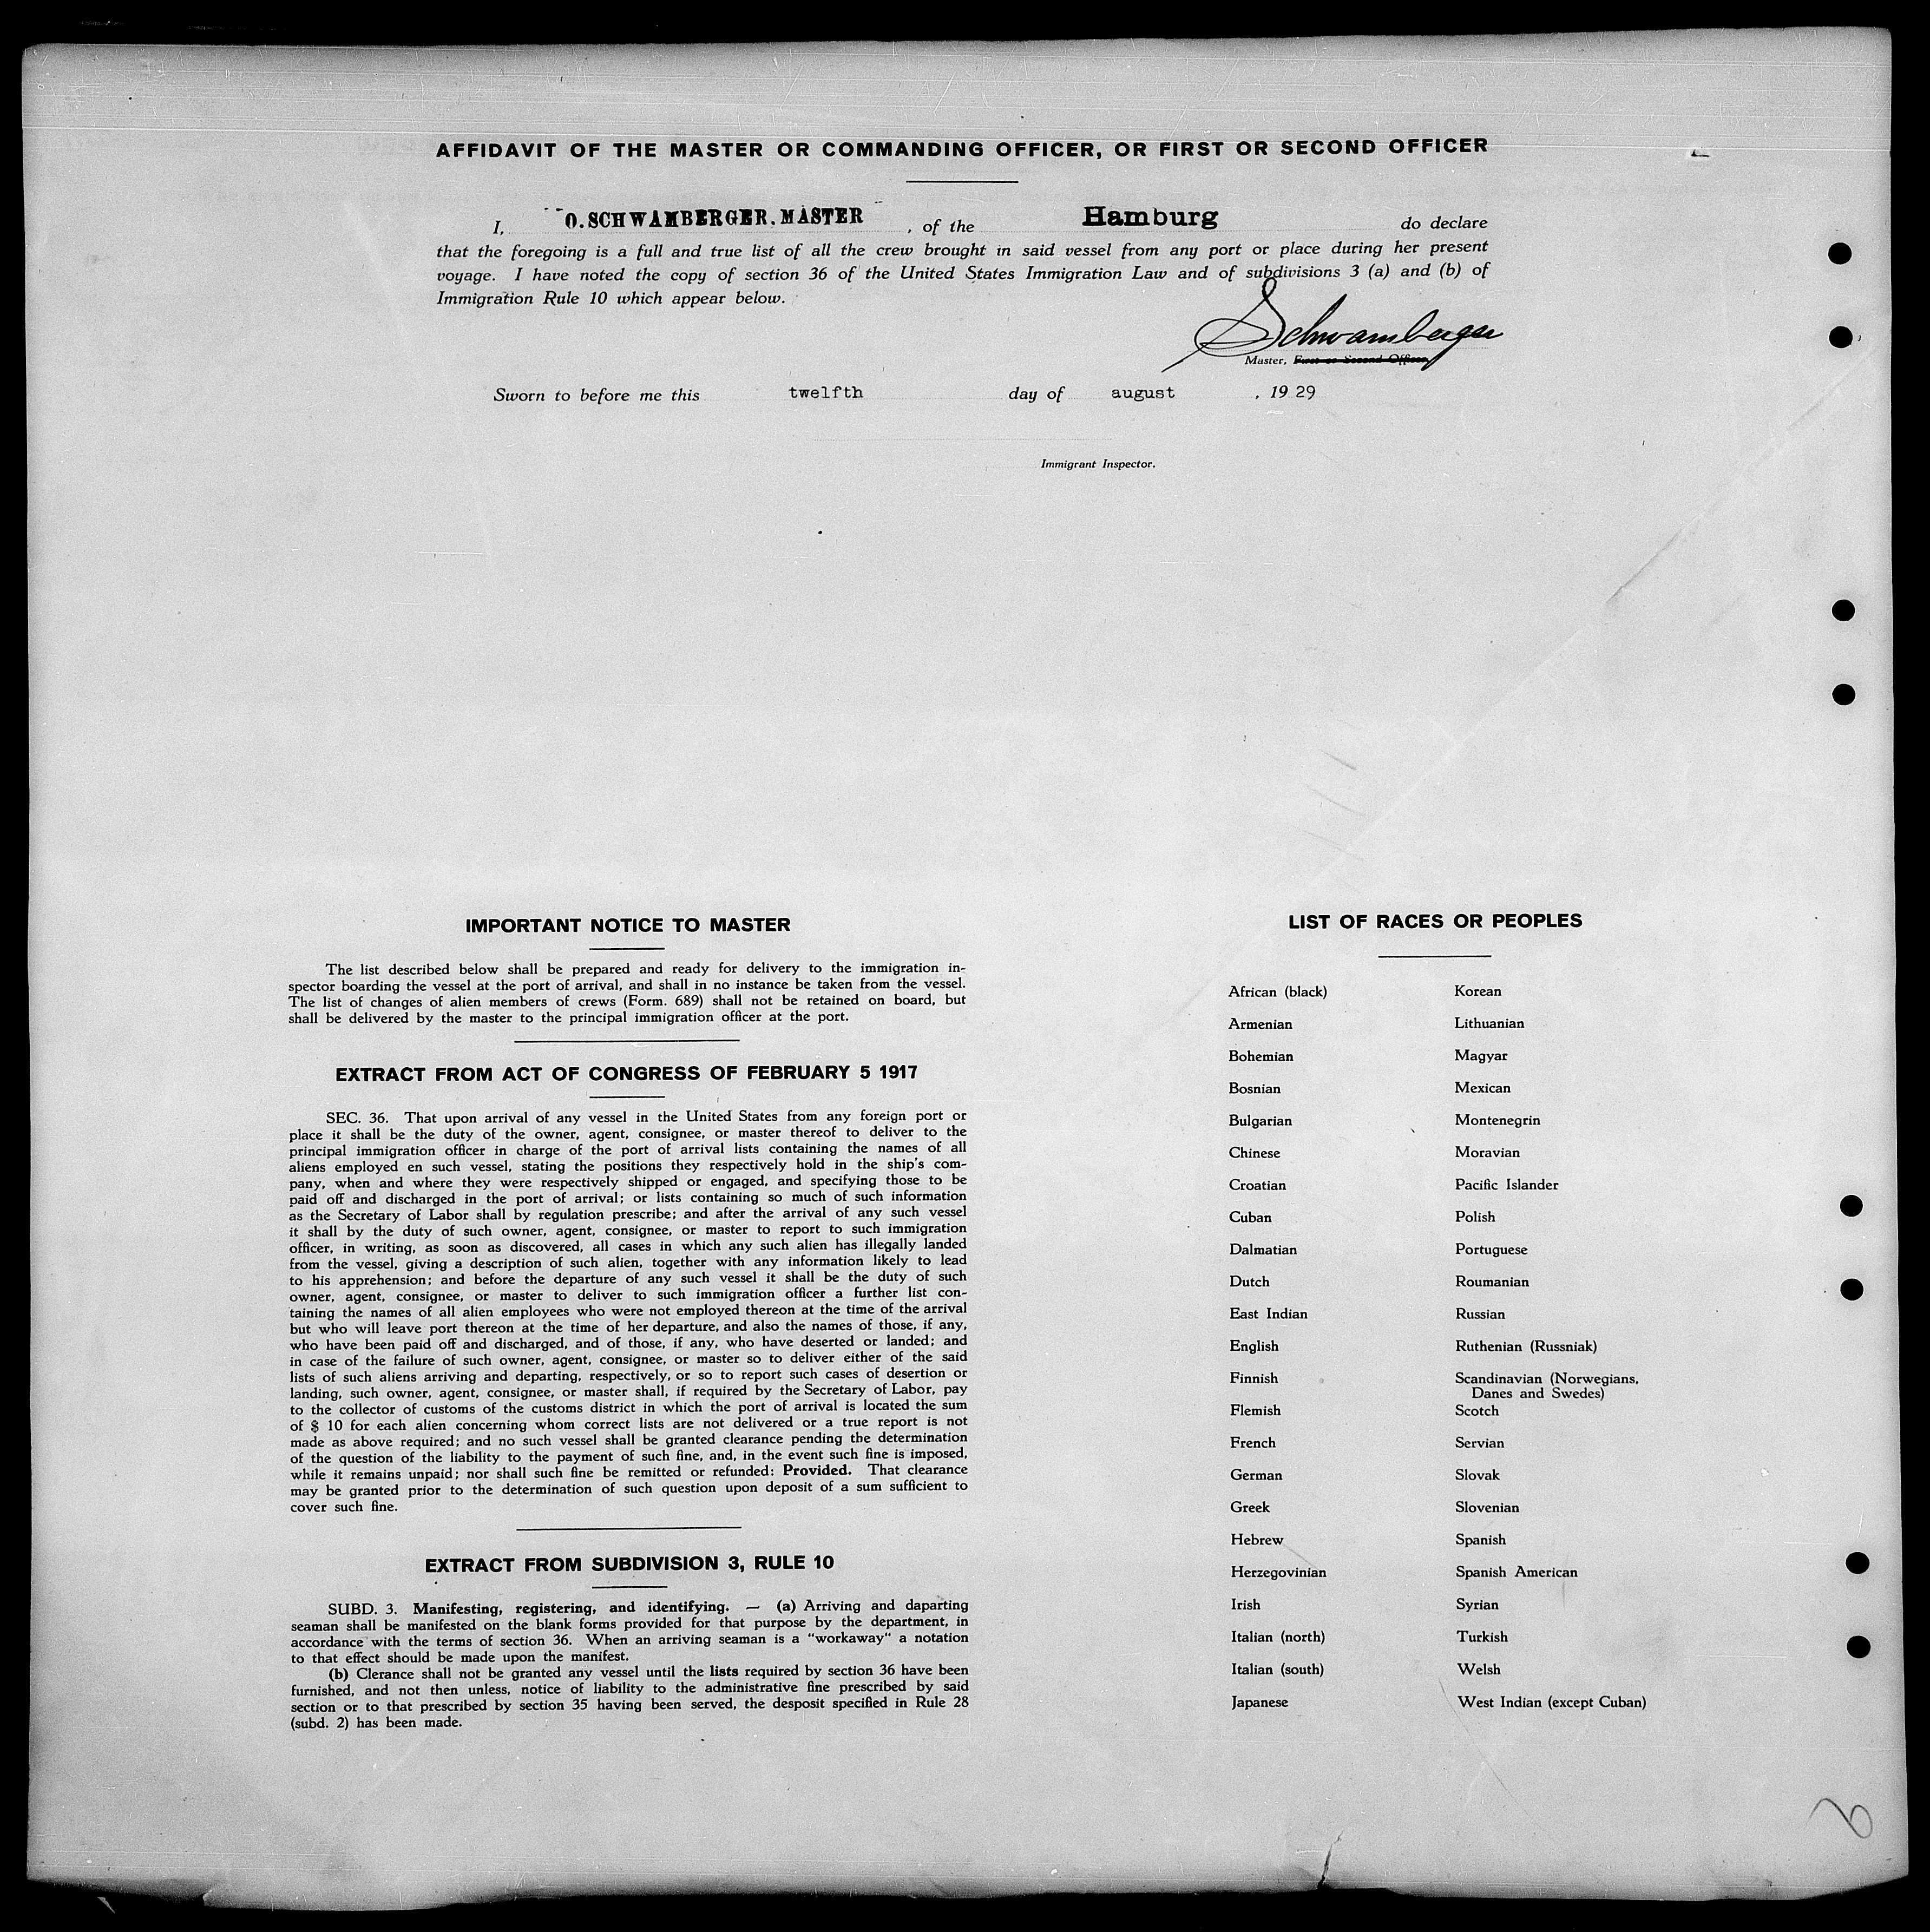 AFFIDAVIT OF THE MASTER OR COMMANDING OFFICER, OR FIRST OR SECOND OFFICER
I, O. SCHWAMBERGER, MASTER, of the Hamburg do declare
that the foregoing is a full and true list of all the crew brought in said vessel from any port or place during her present
voyage. I have noted the copy of section 36 of the United States Immigration Law and of subdivisions 3 (a) and (b) of
Immigration Rule 10 which appear below.
Schwamberger
Master, First or Second Officer.
Sworn to before me this twelfth day of august, 19 29
Immigrant Inspector.
IMPORTANT NOTICE TO MASTER
The list described below shall be prepared and ready for delivery to the immigration in-
spector boarding the vessel at the port of arrival, and shall in no instance be taken from the vessel.
The list of changes of alien members of crews (Form. 689) shall not be retained on board, but
shall be delivered by the master to the principal immigration officer at the port.
EXTRACT FROM ACT OF CONGRESS OF FEBRUARY 5 1917
SEC. 36. That upon arrival of any vessel in the United States from any foreign port or
place it shall be the duty of the owner, agent, consignee, or master thereof to deliver to the
principal immigration officer in charge of the port of arrival lists containing the names of all
aliens employed en such vessel, stating the positions they respectively hold in the ship's com-
pany, when and where they were respectively shipped or engaged, and specifying those to be
paid off and discharged in the port of arrival; or lists containing so much of such information
as the Secretary of Labor shall by regulation prescribe; and after the arrival of any such vessel
it shall by the duty of such owner, agent, consignee, or master to report to such immigration
officer, in writing, as soon as discovered, all cases in which any such alien has illegally landed
from the vessel, giving a description of such alien, together with any information likely to lead
to his apprehension; and before the departure of any such vessel it shall be the duty of such
owner, agent, consignee, or master to deliver to such immigration officer a further list con-
taining the names of all alien employees who were not employed thereon at the time of the arrival
but who will leave port thereon at the time of her departure, and also the names of those, if any,
who have been paid off and discharged, and of those, if any, who have deserted or landed; and
in case of the failure of such owner, agent, consignee, or master so to deliver either of the said
lists of such aliens arriving and departing, respectively, or so to report such cases of desertion or
landing, such owner, agent, consignee, or master shall, if required by the Secretary of Labor, pay
to the collector of customs of the customs district in which the port of arrival is located the sum
of $ 10 for each alien concerning whom correct lists are not delivered or a true report is not
made as above required; and no such vessel shall be granted clearance pending the determination
of the question of the liability to the payment of such fine, and, in the event such fine is imposed,
while it remains unpaid; nor shall such fine be remitted or refunded: Provided. That clearance
may be granted prior to the determination of such question upon deposit of a sum sufficient to
cover such fine.
EXTRACT FROM SUBDIVISION 3, RULE 10
SUBD. 3. Manifesting, registering, and identifying. — (a) Arriving and daparting
seaman shall be manifested on the blank forms provided for that purpose by the department, in
accordance with the terms of section 36. When an arriving seaman is a "workaway" a notation
to that effect should be made upon the manifest.
(b) Clerance shall not be granted any vessel until the lists required by section 36 have been
furnished, and not then unless, notice of liability to the administrative fine prescribed by said
section or to that prescribed by section 35 having been served, the desposit specified in Rule 28
(subd. 2) has been made.
LIST OF RACES OR PEOPLES
African (black)
Armenian
Bohemian
Bosnian
Bulgarian
Chinese
Croatian
Cuban
Dalmatian
Dutch
East Indian
English
Finnish
Flemish
French
German
Greek
Hebrew
Herzegovinian
Irish
Italian (north)
Italian (south)
Japanese
Korean
Lithuanian
Magyar
Mexican
Montenegrin
Moravian
Pacific Islander
Polish
Portuguese
Roumanian
Russian
Ruthenian (Russniak)
Scandinavian (Norwegians,
Danes and Swedes)
Scotch
Servian
Slovak
Slovenian
Spanish
Spanish American
Syrian
Turkish
Welsh
West Indian (except Cuban)